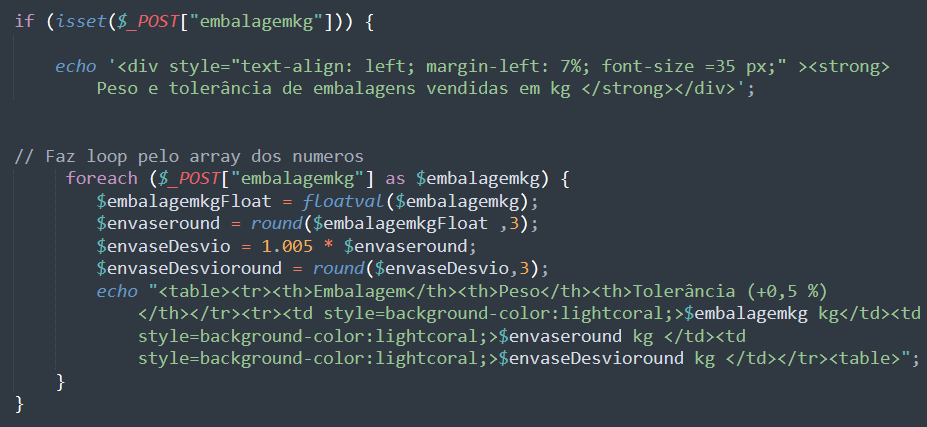 if (isset($_POST["embalagemkg"])) {
echo '<div style="text-align: left; margin-left: 7%; font-size =35 px;" ><strong>
Peso e tolerância de embalagens vendidas em kg </strong></div>';
// Faz loop pelo array dos numeros
foreach ($_POST["embalagemkg"] as $embalagemkg) {
$embalagemkgFloat = floatval($embalagemkg);
$envaseround = round($embalagemkgFloat ,3);
$envaseDesvio = 1.005 * $envaseround;
$envaseDesvioround = round($envaseDesvio,3);
echo "<table><tr><th>Embalagem</th><th>Peso</th><th>Tolerância (+0,5 %)
</th></tr><tr><td style=background-color:lightcoral;>$embalagemkg kg</td><td
style=background-color:lightcoral;>$envaseround kg </td><td
style=background-color:lightcoral;>$envaseDesvioround kg </td></tr><table>";
}
}